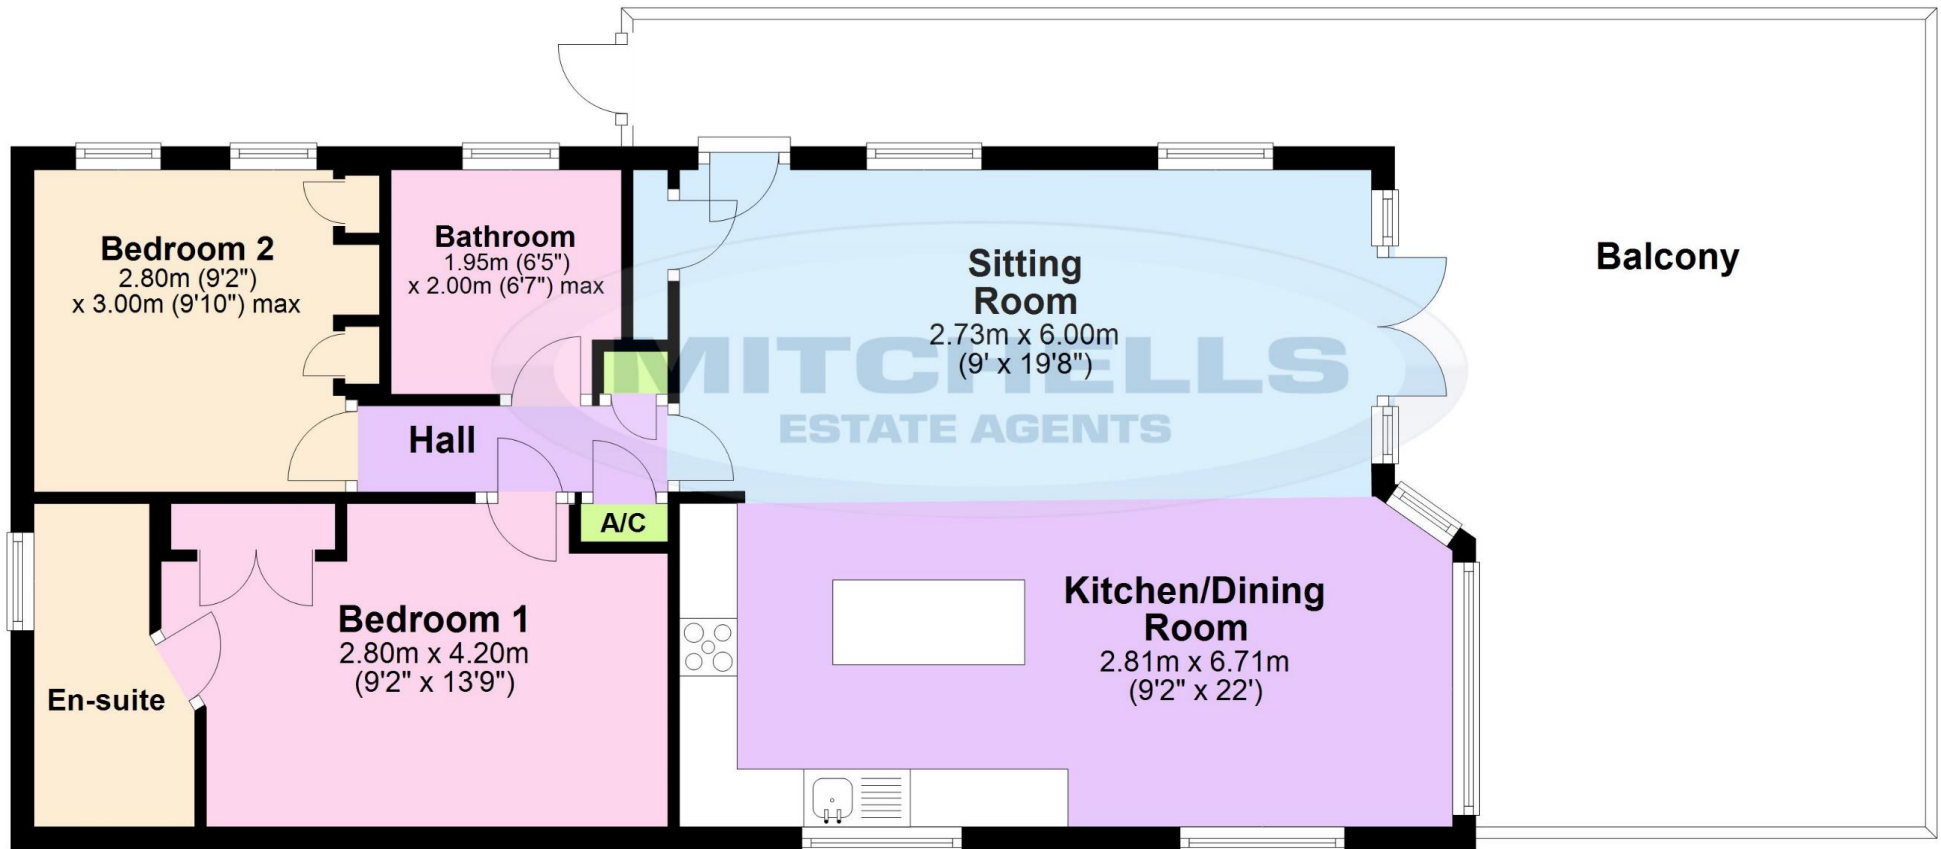 Bedroom 2
2.80m (9'2")
x 3.00m (9'10") max
Bathroom
1.95m (6'5")
x 2.00m (6'7") max
Sitting
Room
2.73m x 6.00m
(9' x 19'8")
Balcony
MITCHELLS
ESTATE AGENTS
Hall
A/C
Bedroom 1
2.80m x 4.20m
(9'2" x 13'9")
En-suite
Kitchen/Dining
Room
2.81m x 6.71m
(9'2" x 22')